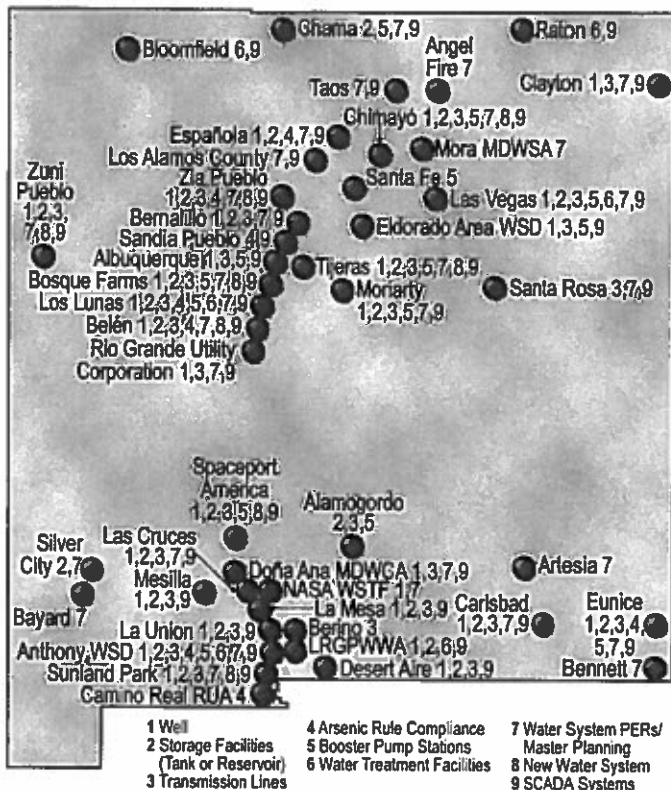 Chama 2,5,7,9
Raton 6,9
Bloomfield 6,9
Angel
Fire 7
Clayton 1,3,7,9
Taos 7,9
Chimayó 1,2,3,5,7,8,9
Española 1,2,4,7,9
Mora MDWSA 7
Los Alamos County 7,9
Zuni
Pueblo
1,2,3,
7,8,9
Zia Pueblo
1,2,3,4,7,8,9
Santa Fe 5
Las Vegas 1,2,3,5,6,7,9
Bernalillo 1,2,3,7,9
Eldorado Area WSD 1,3,5,9
Sandia Pueblo 4,9
Albuquerque 1,3,5,9
Tijeras 1,2,3,5,7,8,9
Bosque Farms 1,2,3,5,7,8,9
Moriarty
1,2,3,5,7,9
Santa Rosa 3,7,9
Los Lunas 1,2,3,4,5,6,7,9
Belén 1,2,3,4,7,8,9
Rio Grande Utility
Corporation 1,3,7,9
Spaceport
America
1,2,3,5,8,9
Alamogordo
2,3,5
Las Cruces
1,2,3,7,9
Silver
City 2,7
Doña Ana MDWCA 1,3,7,9
Artesia 7
Mesilla
1,2,3,9
NASA WSTF 1,7
Bayard 7
La Mesa 1,2,3,9
Carlsbad
1,2,3,7,9
Eunice
1,2,3,4,
5,7,9
La Union 1,2,3,9
Berino 3
Anthony WSD 1,2,3,4,5,6,7,9
LRGPWWA 1,2,6,9
Sunland Park 1,2,3,7,8,9
Desert Aire 1,2,3,9
Bennett 7
Camino Real RUA 4
1 Well
2 Storage Facilities
(Tank or Reservoir)
3 Transmission Lines
4 Arsenic Rule Compliance
5 Booster Pump Stations
6 Water Treatment Facilities
7 Water System PERs/
Master Planning
8 New Water System
9 SCADA Systems